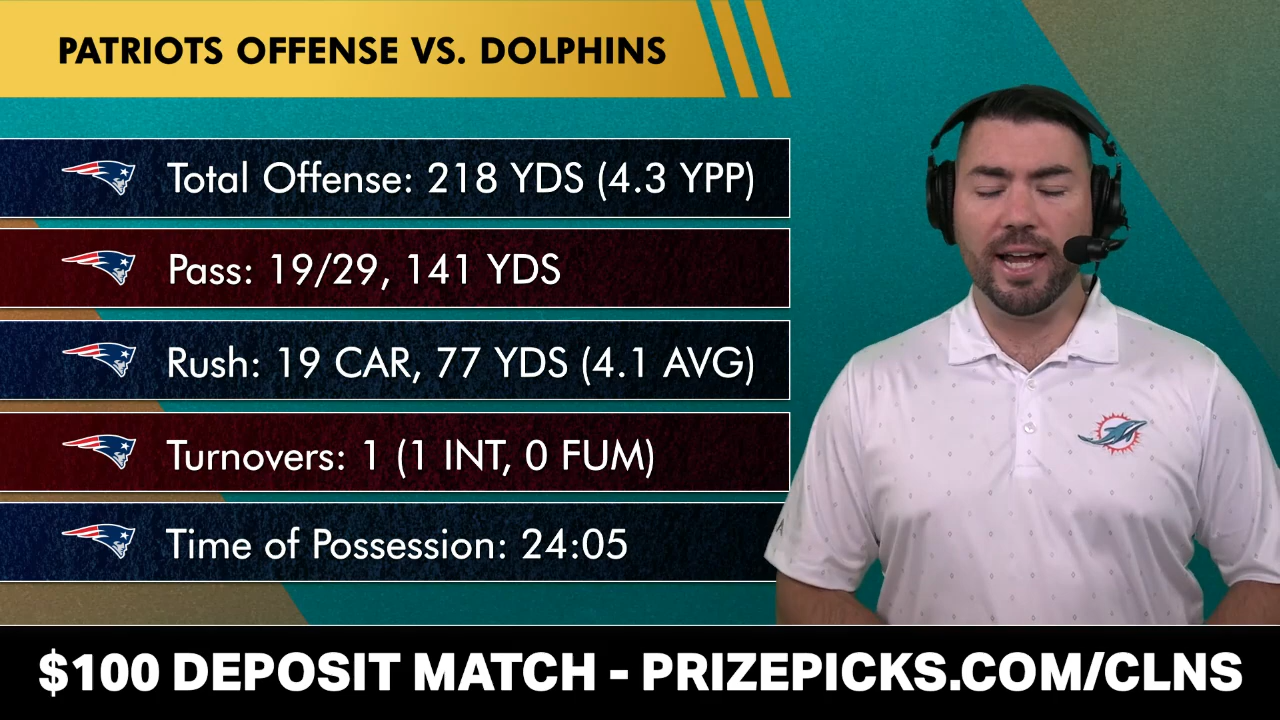 PATRIOTS OFFENSE VS. DOLPHINS
Total Offense: 218 YDS (4.3 YPP)
Pass: 19/29, 141 YDS
Rush: 19 CAR, 77 YDS (4.1 AVG)
Turnovers: 1 (1 INT, 0 FUM)
Time of Possession: 24:05
$100 DEPOSIT MATCH - PRIZEPICKS.COM/CLNS